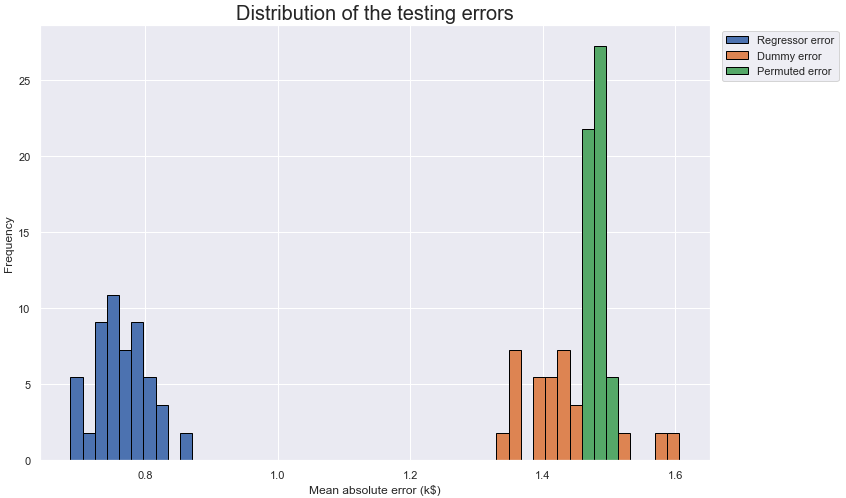 Distribution of the testing errors
Regressor error
Dummy error
Permuted error
25
20
15
10
5
0
Frequency
0.8
1.0
1.2
1.4
1.6
Mean absolute error (k$)